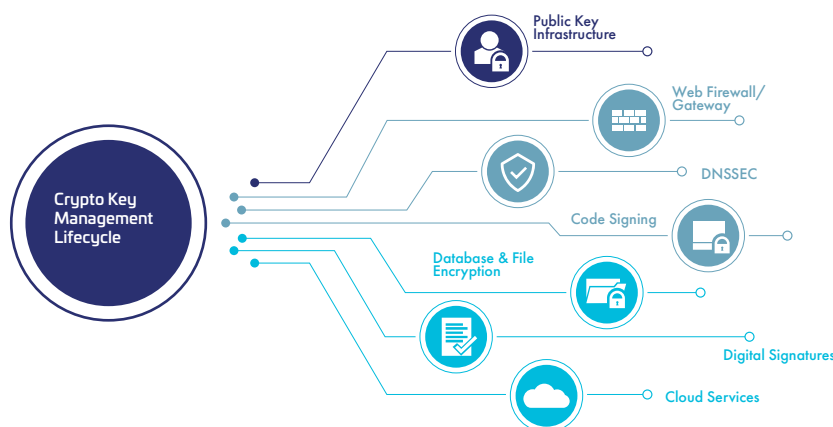 Public Key
Infrastructure
Web Firewall/
Gateway
DNSSEC
Crypto Key
Management
Lifecycle
Code Signing
Database & File
Encryption
Digital Signatures
Cloud Services